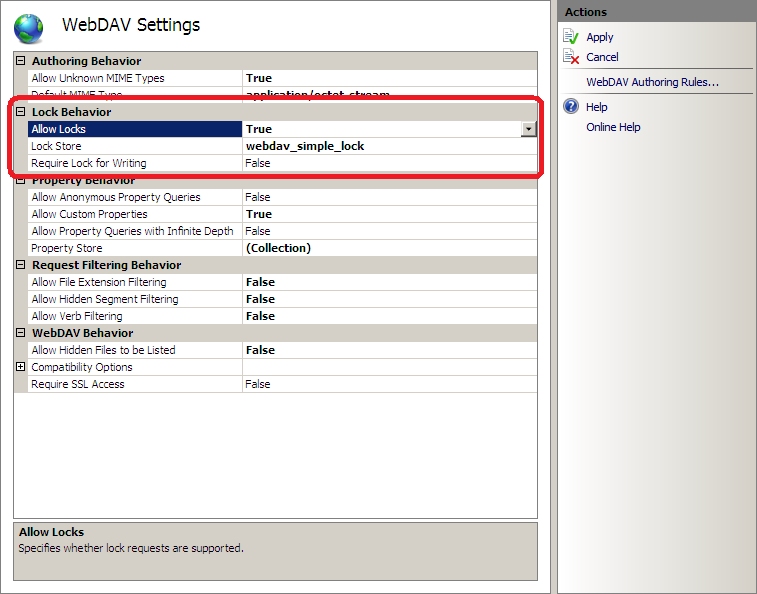 WebDAV Settings
Authoring Behavior
Allow Unknown MIME Types True
Default MIME Type application/octet-stream
Lock Behavior
Allow Locks True
Lock Store webdav_simple_lock
Require Lock for Writing False
Property Behavior
Allow Anonymous Property Queries False
Allow Custom Properties True
Allow Property Queries with Infinite Depth False
Property Store (Collection)
Request Filtering Behavior
Allow File Extension Filtering False
Allow Hidden Segment Filtering False
Allow Verb Filtering False
WebDAV Behavior
Allow Hidden Files to be Listed False
Compatibility Options
Require SSL Access False
Allow Locks
Specifies whether lock requests are supported.
Actions
Apply
Cancel
WebDAV Authoring Rules...
Help
Online Help